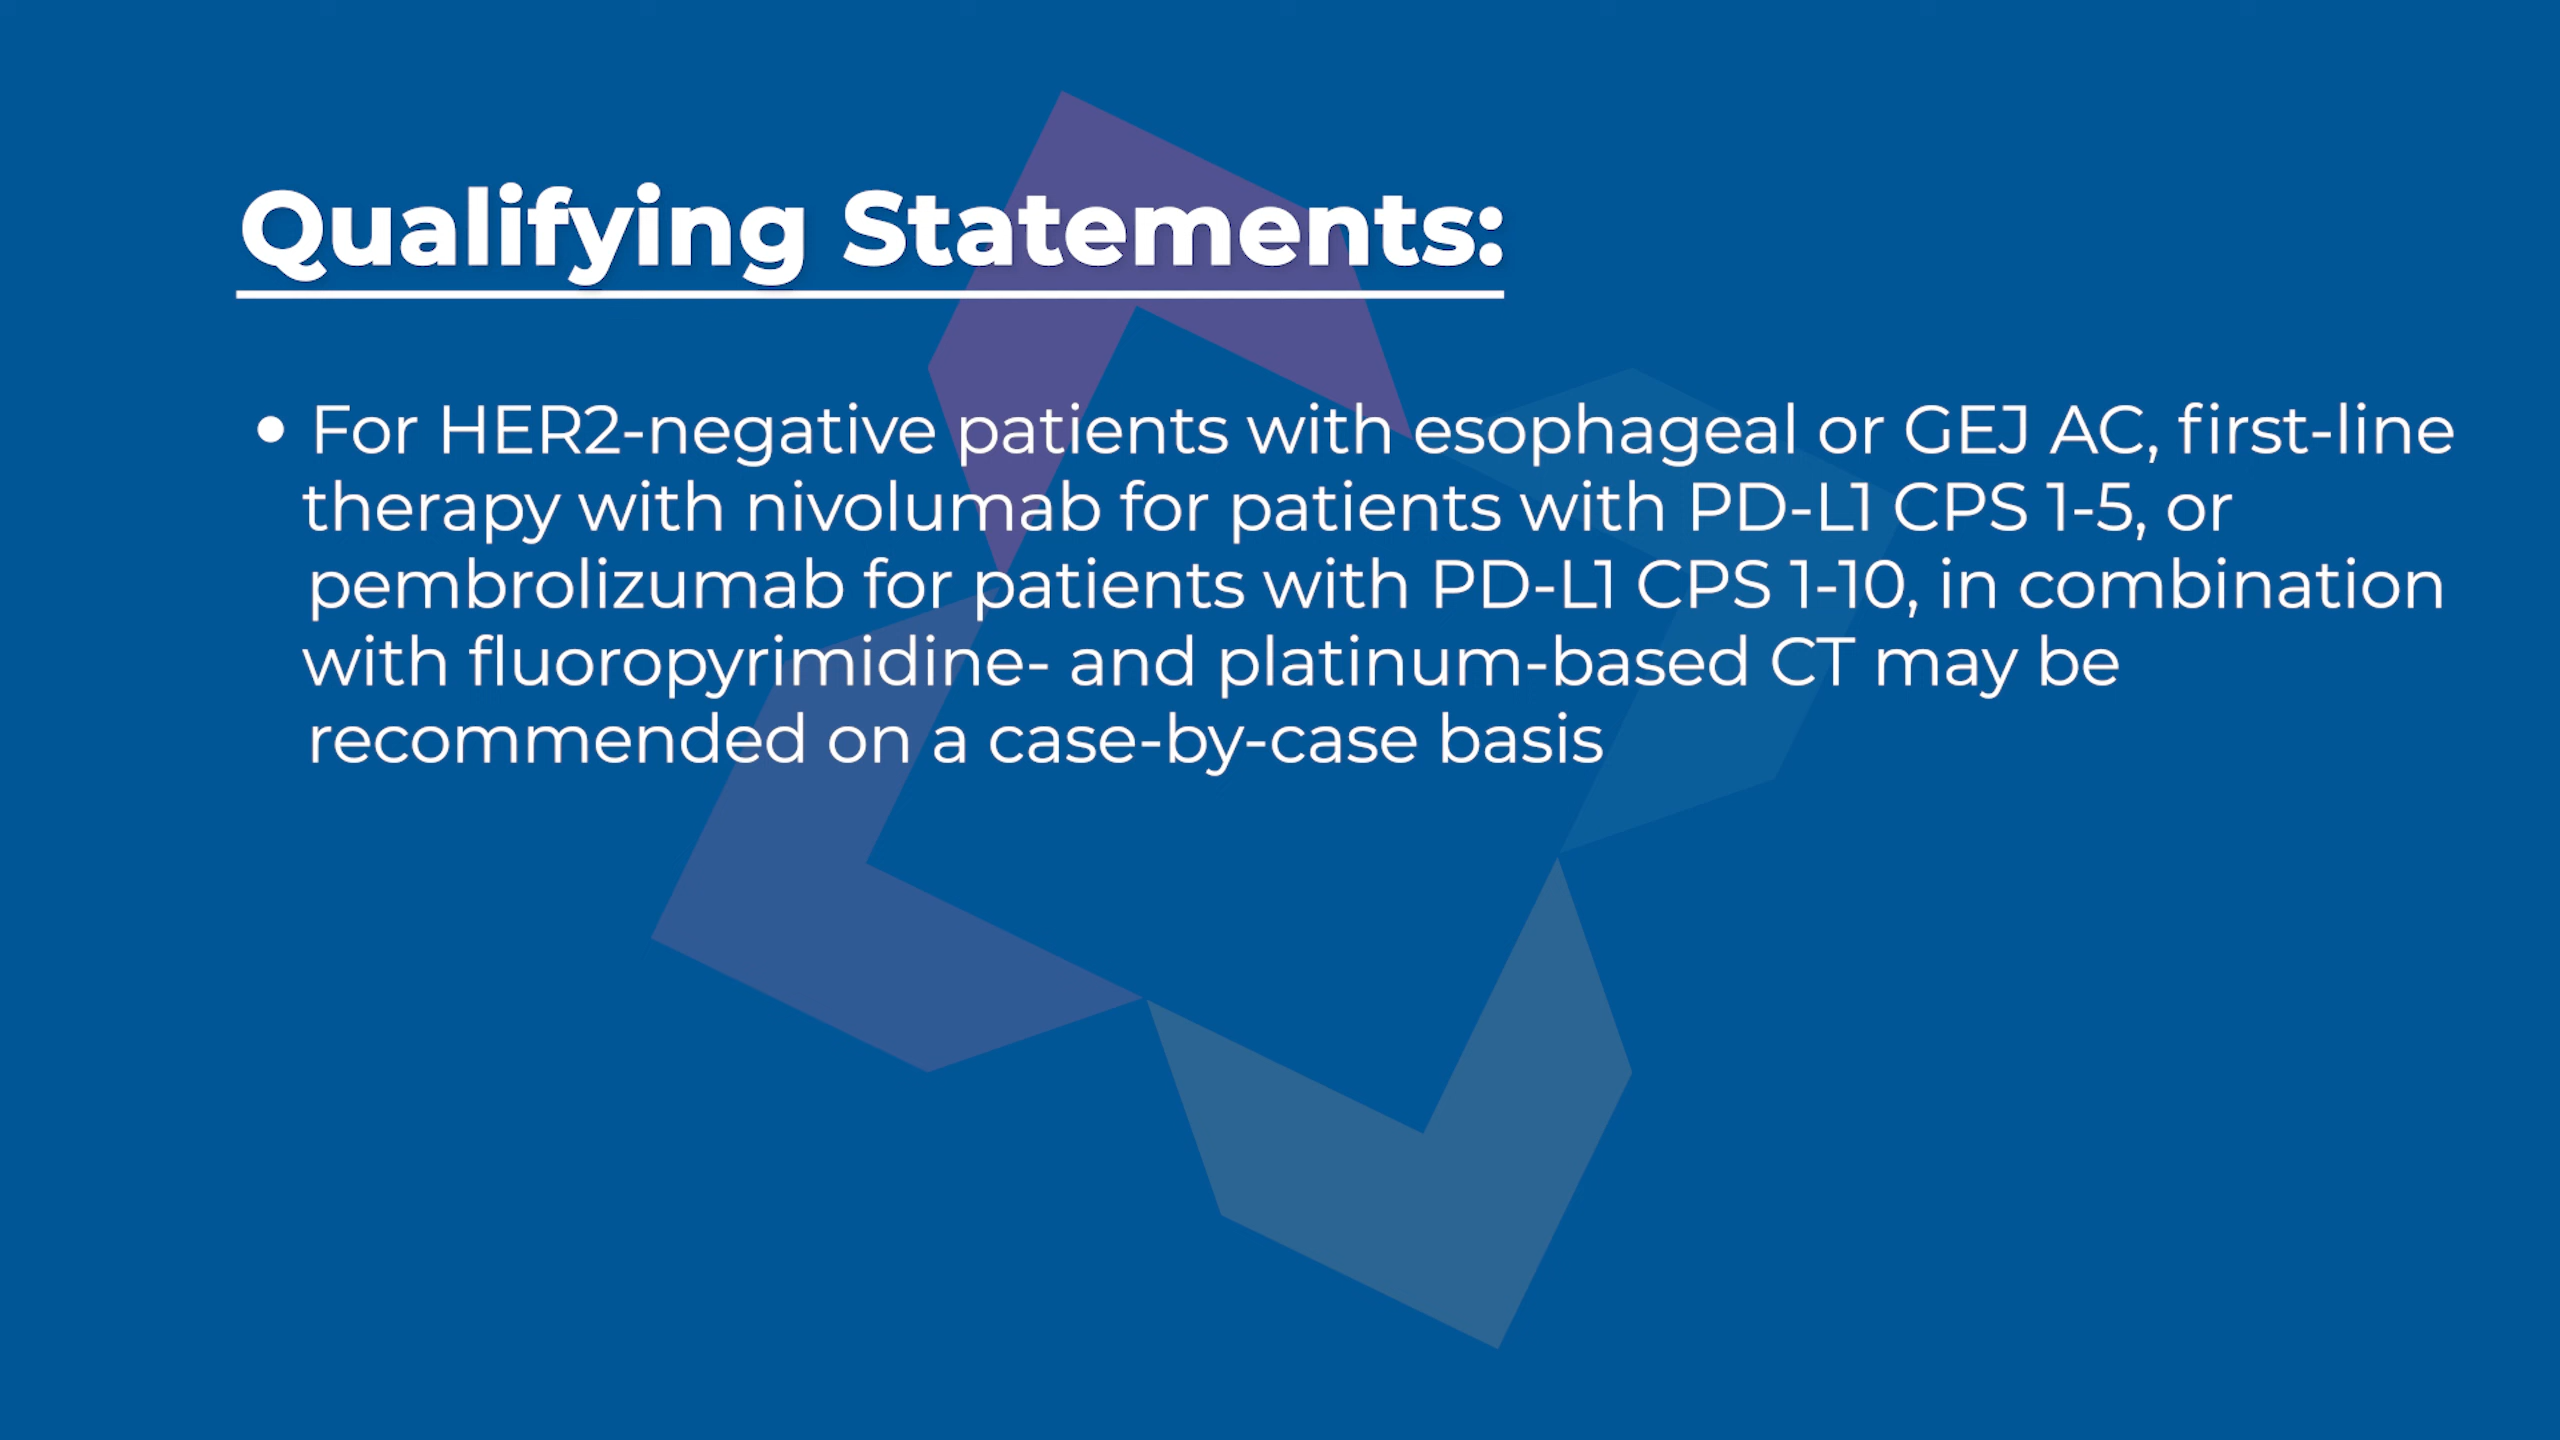 Qualifying Statements:
• For HER2-negative patients with esophageal or GEJ AC, first-line
therapy with nivolumab for patients with PD-L1 CPS 1-5, or
pembrolizumab for patients with PD-L1 CPS 1-10, in combination
with fluoropyrimidine- and platinum-based CT may be
recommended on a case-by-case basis